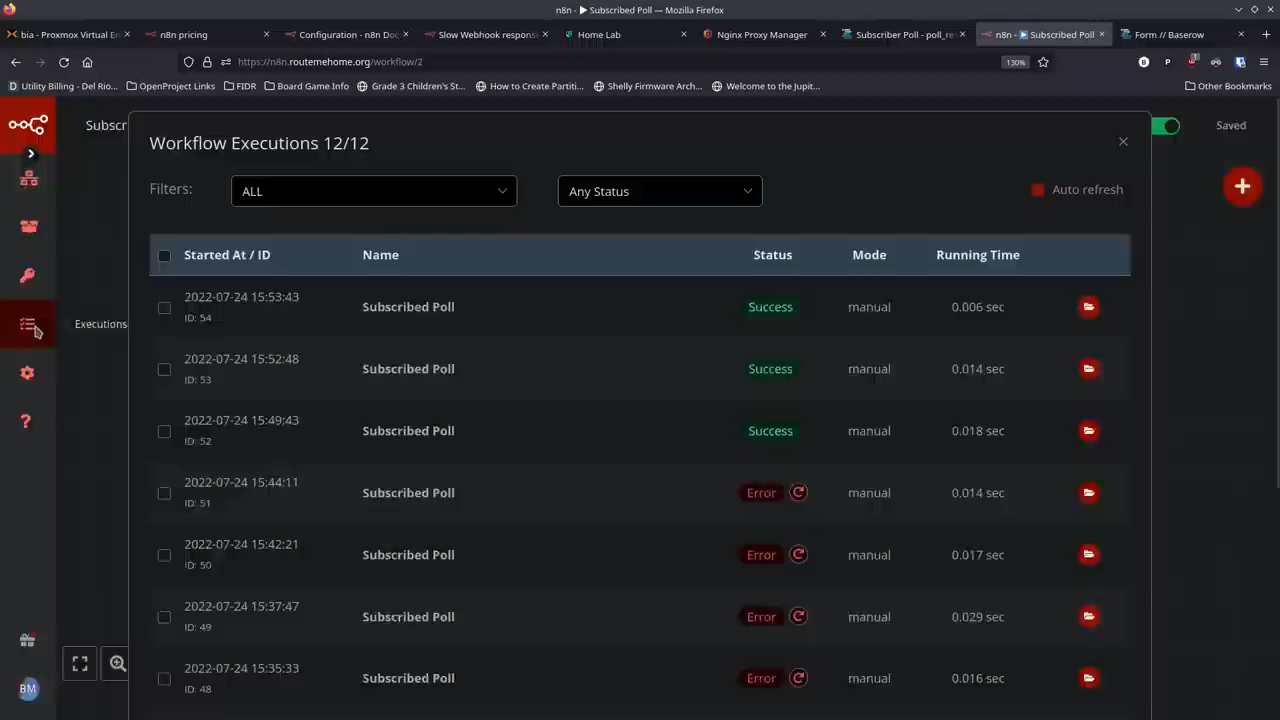 n8n - ▶ Subscribed Poll — Mozilla Firefox
bia - Proxmox Virtual En
n8n pricing
Configuration - n8n Doc
Slow Webhook respons
Home Lab
Nginx Proxy Manager
Subscriber Poll - poll_re
n8n - ▶ Subscribed Poll
Form // Baserow
https://n8n.routemehome.org/workflow/2
130%
Utility Billing - Del Rio...
OpenProject Links
FIDR
Board Game Info
Grade 3 Children's St...
How to Create Partiti...
Shelly Firmware Arch...
Welcome to the Jupit...
Other Bookmarks
Subscr
Saved
Workflow Executions 12/12
Filters:
ALL
Any Status
Auto refresh
Started At / ID
Name
Status
Mode
Running Time
2022-07-24 15:53:43
ID: 54
Subscribed Poll
Success
manual
0.006 sec
Executions
2022-07-24 15:52:48
ID: 53
Subscribed Poll
Success
manual
0.014 sec
2022-07-24 15:49:43
ID: 52
Subscribed Poll
Success
manual
0.018 sec
2022-07-24 15:44:11
ID: 51
Subscribed Poll
Error
manual
0.014 sec
2022-07-24 15:42:21
ID: 50
Subscribed Poll
Error
manual
0.017 sec
2022-07-24 15:37:47
ID: 49
Subscribed Poll
Error
manual
0.029 sec
2022-07-24 15:35:33
ID: 48
Subscribed Poll
Error
manual
0.016 sec
BM